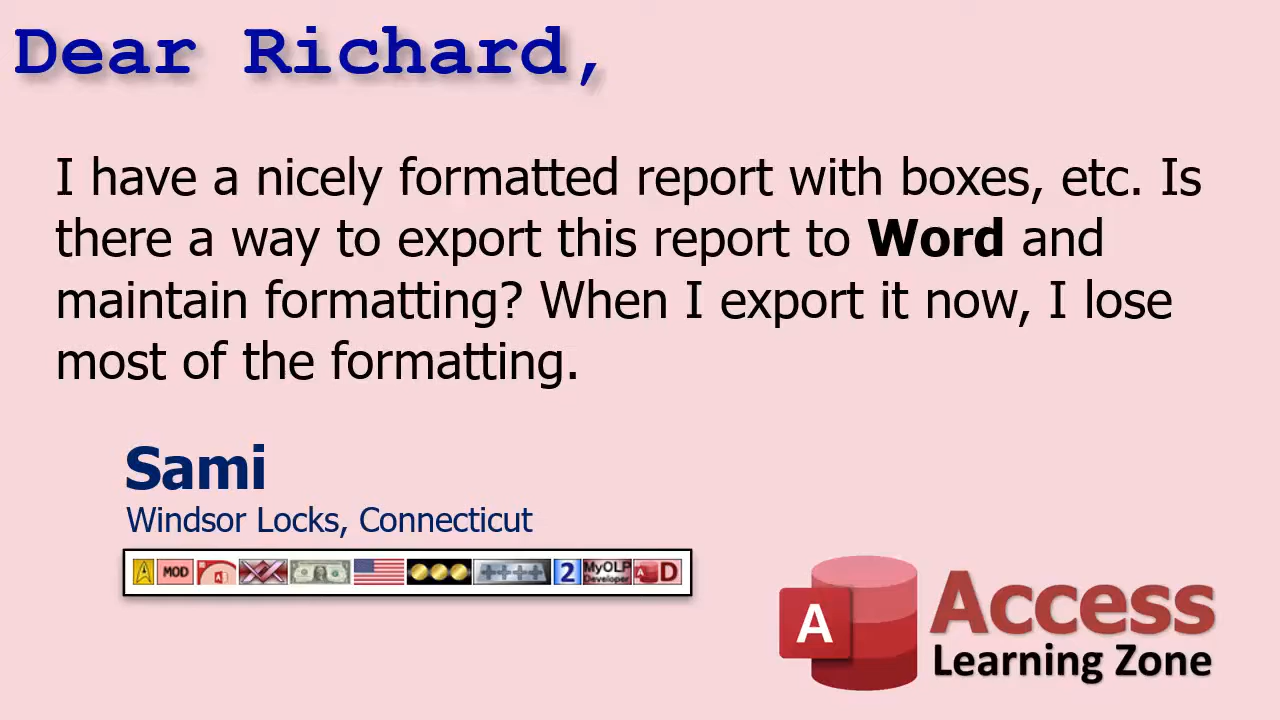 Dear Richard,
I have a nicely formatted report with boxes, etc. Is
there a way to export this report to Word and
maintain formatting? When I export it now, I lose
most of the formatting.
Sami
Windsor Locks, Connecticut
MOD
2
MyOLP
Developer
A D
A
Access
Learning Zone